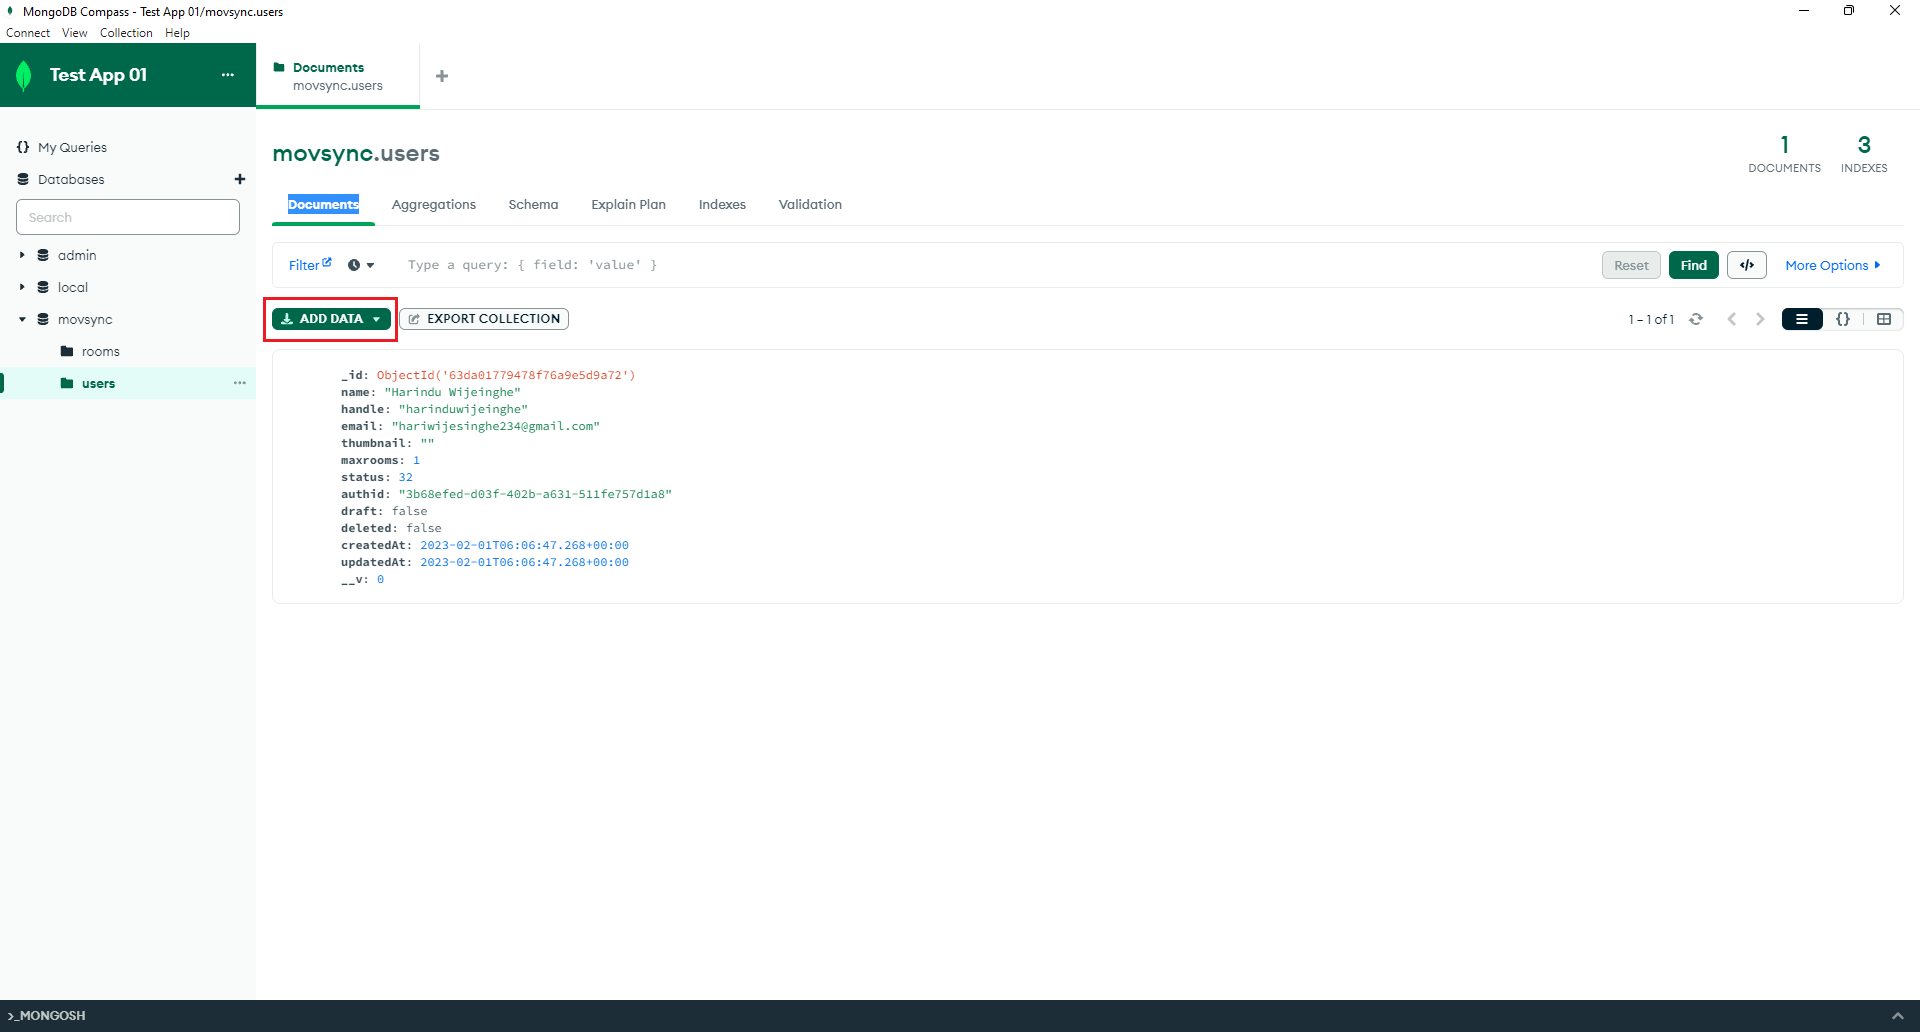 MongoDB Compass - Test App 01/movsync.users
Connect View Collection Help
Test App 01
Documents
movsync.users
My Queries
Databases
Search
admin
local
movsync
rooms
users
movsync.users
1
DOCUMENTS
3
INDEXES
Documents Aggregations Schema Explain Plan Indexes Validation
Filter Type a query: { field: 'value' } Reset Find </> More Options
ADD DATA EXPORT COLLECTION 1 – 1 of 1 {}
_id: ObjectId('63da01779478f76a9e5d9a72')
name: "Harindu Wijeinghe"
handle: "harinduwijeinghe"
email: "hariwijesinghe234@gmail.com"
thumbnail: ""
maxrooms: 1
status: 32
authid: "3b68efed-d03f-402b-a631-511fe757d1a8"
draft: false
deleted: false
createdAt: 2023-02-01T06:06:47.268+00:00
updatedAt: 2023-02-01T06:06:47.268+00:00
__v: 0
>_MONGOSH